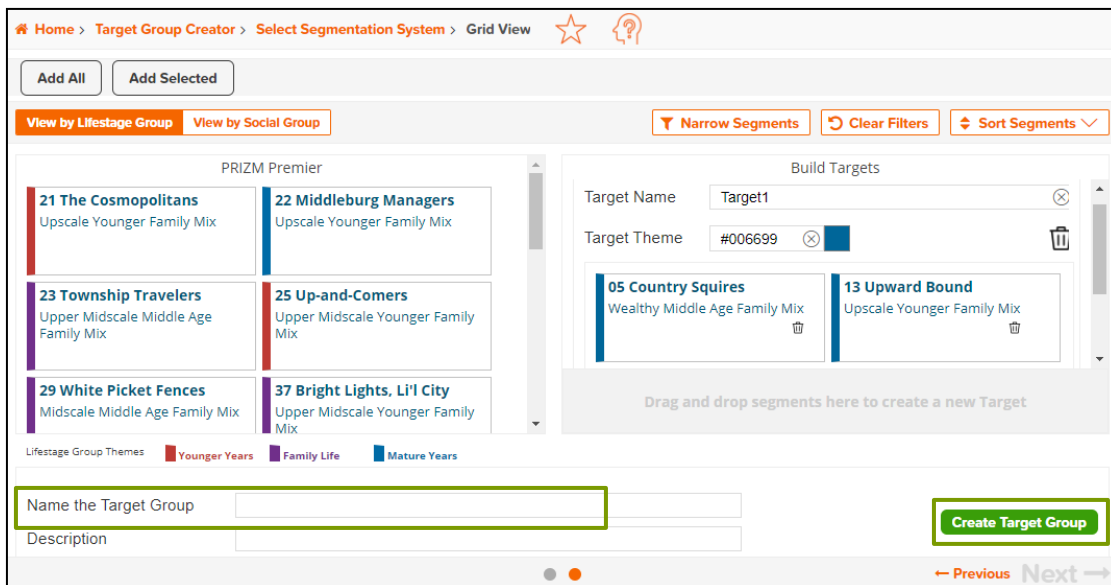 Home > Target Group Creator > Select Segmentation System > Grid View
Add All Add Selected
View by Lifestage Group View by Social Group Narrow Segments Clear Filters Sort Segments
PRIZM Premier
21 The Cosmopolitans
Upscale Younger Family Mix
22 Middleburg Managers
Upscale Younger Family Mix
23 Township Travelers
Upper Midscale Middle Age
Family Mix
25 Up-and-Comers
Upper Midscale Younger Family
Mix
29 White Picket Fences
Midscale Middle Age Family Mix
37 Bright Lights, Li'l City
Upper Midscale Younger Family
Mix
Build Targets
Target Name Target1
Target Theme #006699
05 Country Squires
Wealthy Middle Age Family Mix
13 Upward Bound
Upscale Younger Family Mix
Drag and drop segments here to create a new Target
Lifestage Group Themes Younger Years Family Life Mature Years
Name the Target Group
Create Target Group
Description
Previous Next